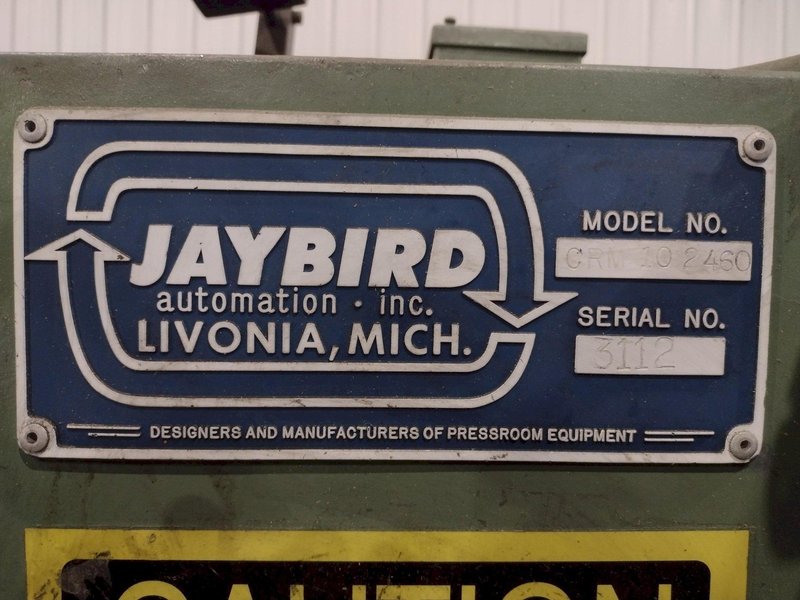 JAYBIRD
automation · inc.
LIVONIA, MICH.
MODEL NO.
CRM 10 2460
SERIAL NO.
3112
DESIGNERS AND MANUFACTURERS OF PRESSROOM EQUIPMENT
CAUTION